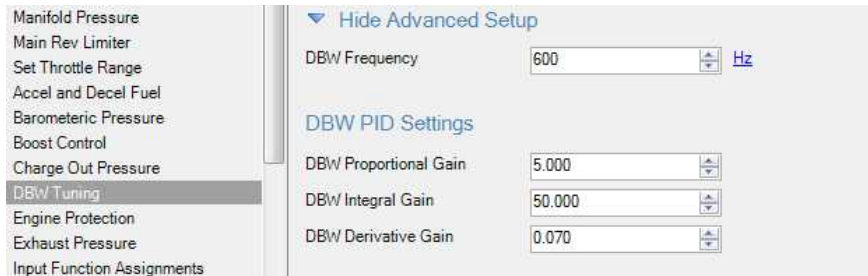 Manifold Pressure
Main Rev Limiter
Set Throttle Range
Accel and Decel Fuel
Barometeric Pressure
Boost Control
Charge Out Pressure
DBW Tuning
Engine Protection
Exhaust Pressure
Input Function Assignments
Hide Advanced Setup
DBW Frequency 600 Hz
DBW PID Settings
DBW Proportional Gain 5.000
DBW Integral Gain 50.000
DBW Derivative Gain 0.070